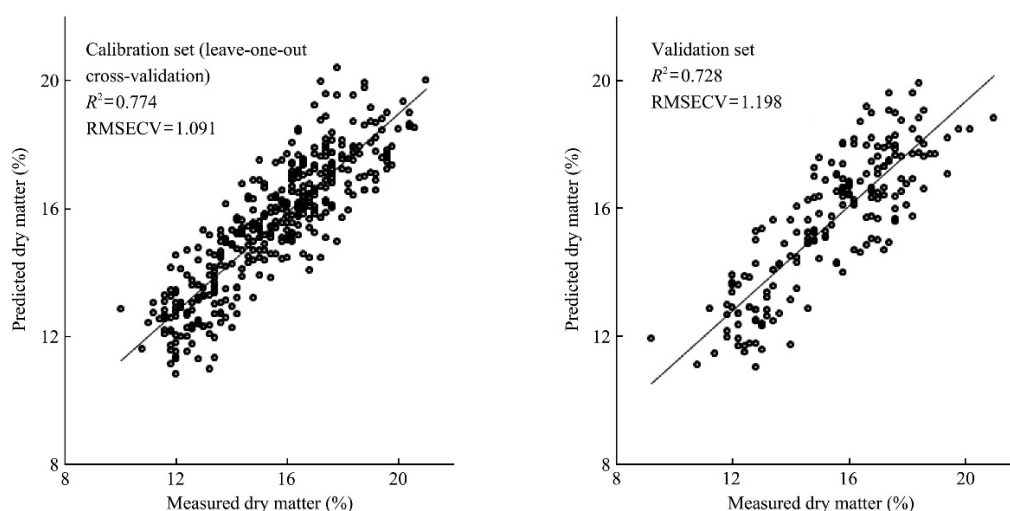 Calibration set (leave-one-out
cross-validation)
R²=0.774
RMSECV=1.091
20
16
12
8
Predicted dry matter (%)
8 12 16 20
Measured dry matter (%)
Validation set
R²=0.728
RMSECV=1.198
20
16
12
8
Predicted dry matter (%)
8 12 16 20
Measured dry matter (%)